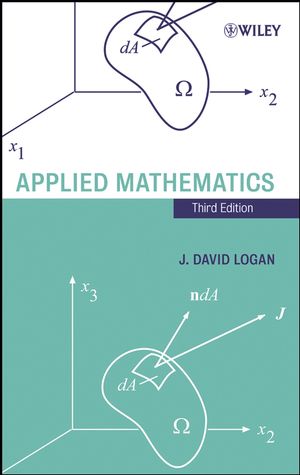 WILEY
dA
Ω
x2
x1
APPLIED MATHEMATICS
Third Edition
J. DAVID LOGAN
x3
ndA
J
dA
Ω
x2